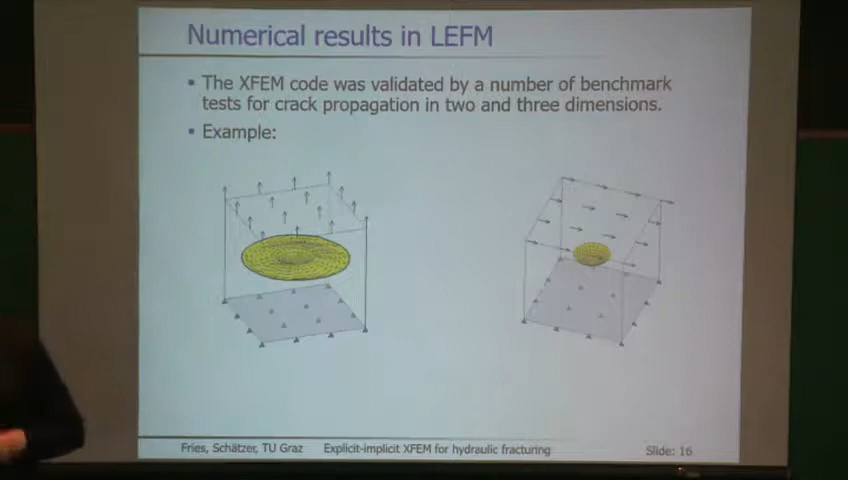 Numerical results in LEFM
▪ The XFEM code was validated by a number of benchmark
tests for crack propagation in two and three dimensions.
▪ Example:
Fries, Schätzer, TU Graz Explicit-implicit XFEM for hydraulic fracturing Slide: 16